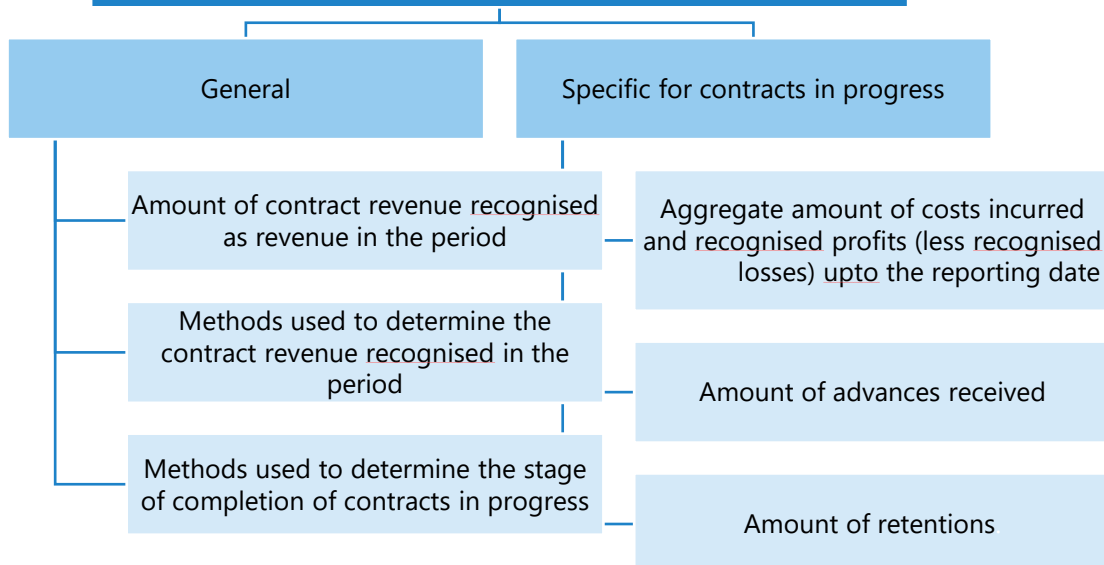 General
Specific for contracts in progress
Amount of contract revenue recognised
as revenue in the period
Methods used to determine the
contract revenue recognised in the
period
Methods used to determine the stage
of completion of contracts in progress
Aggregate amount of costs incurred
and recognised profits (less recognised
losses) upto the reporting date
Amount of advances received
Amount of retentions.